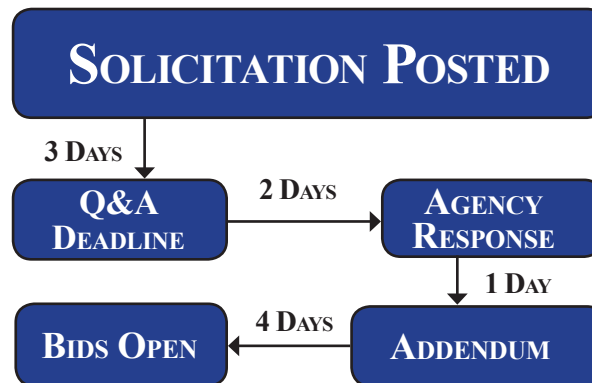 SOLICITATION POSTED
3 DAYS
Q&A
DEADLINE
2 DAYS
AGENCY
RESPONSE
1 DAY
BIDS OPEN
4 DAYS
ADDENDUM